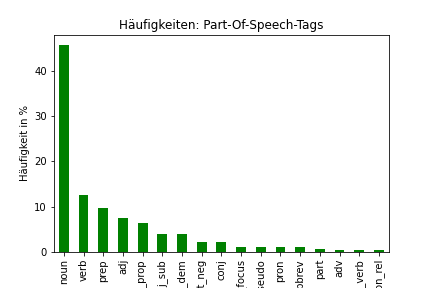 Häufigkeiten: Part-Of-Speech-Tags
Häufigkeit in %
40
30
20
10
0
noun
verb
prep
adj
_prop
j_sub
_dem
t_neg
conj
focus
seudo
pron
bbrev
part
adv
_verb
on_rel